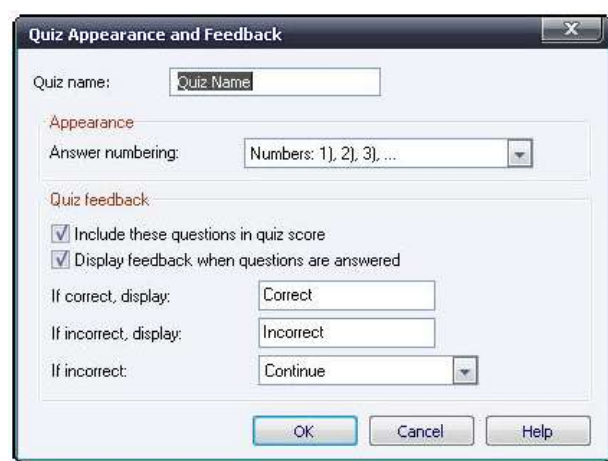 Quiz Appearance and Feedback
Quiz name: Quiz Name
Appearance
Answer numbering: Numbers: 1), 2), 3), ...
Quiz feedback
Include these questions in quiz score
Display feedback when questions are answered
If correct, display: Correct
If incorrect, display: Incorrect
If incorrect: Continue
OK Cancel Help